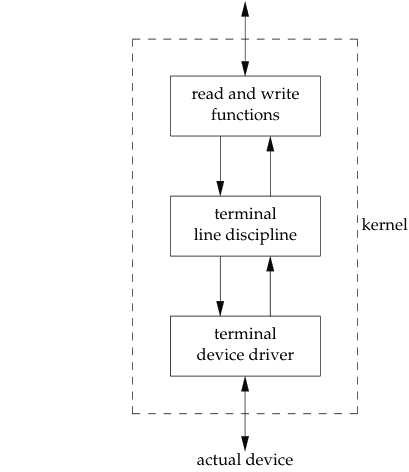 read and write
functions
terminal
line discipline
kernel
terminal
device driver
actual device